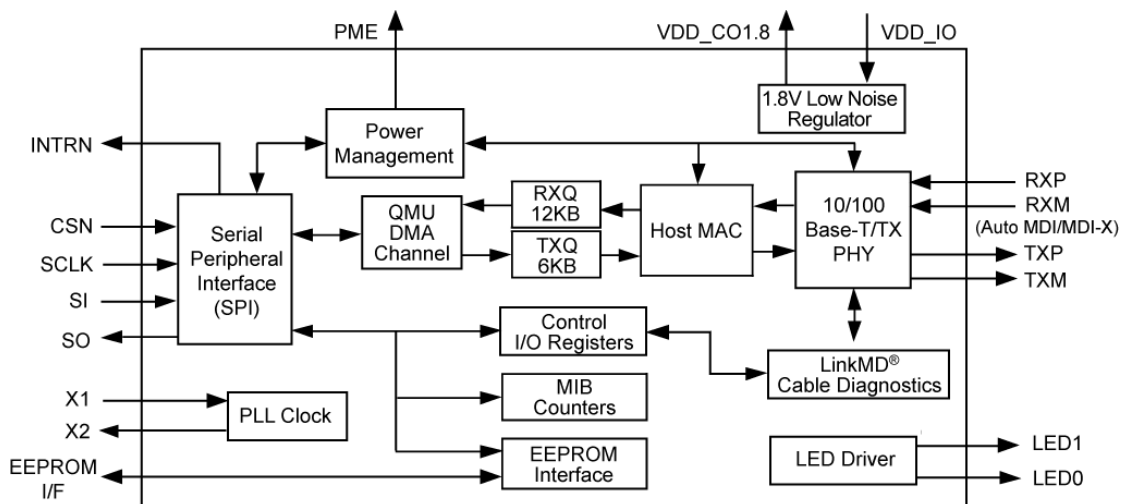 PME
VDD_CO1.8
VDD_IO
1.8V Low Noise
Regulator
INTRN
Power
Management
CSN
SCLK
SI
SO
Serial
Peripheral
Interface
(SPI)
QMU
DMA
Channel
RXQ
12KB
TXQ
6KB
Host MAC
10/100
Base-T/TX
PHY
RXP
RXM
(Auto MDI/MDI-X)
TXP
TXM
Control
I/O Registers
LinkMD®
Cable Diagnostics
X1
X2
PLL Clock
MIB
Counters
EEPROM
I/F
EEPROM
Interface
LED Driver
LED1
LED0